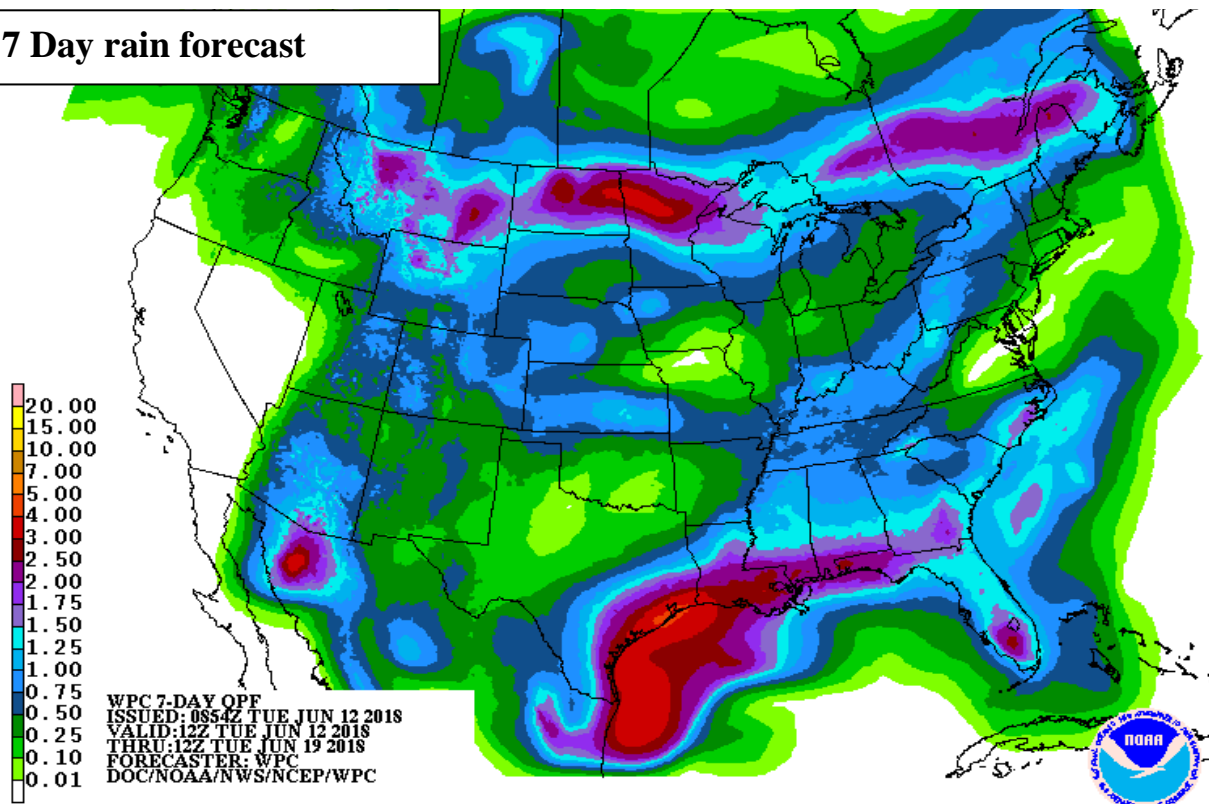 7 Day rain forecast
20.00
15.00
10.00
7.00
5.00
4.00
3.00
2.50
2.00
1.75
1.50
1.25
1.00
0.75
0.50
0.25
0.10
0.01
WPC 7-DAY QPF
ISSUED: 0854Z TUE JUN 12 2018
VALID:12Z TUE JUN 12 2018
THRU:12Z TUE JUN 19 2018
FORECASTER: WPC
DOC/NOAA/NWS/NCEP/WPC
NOAA